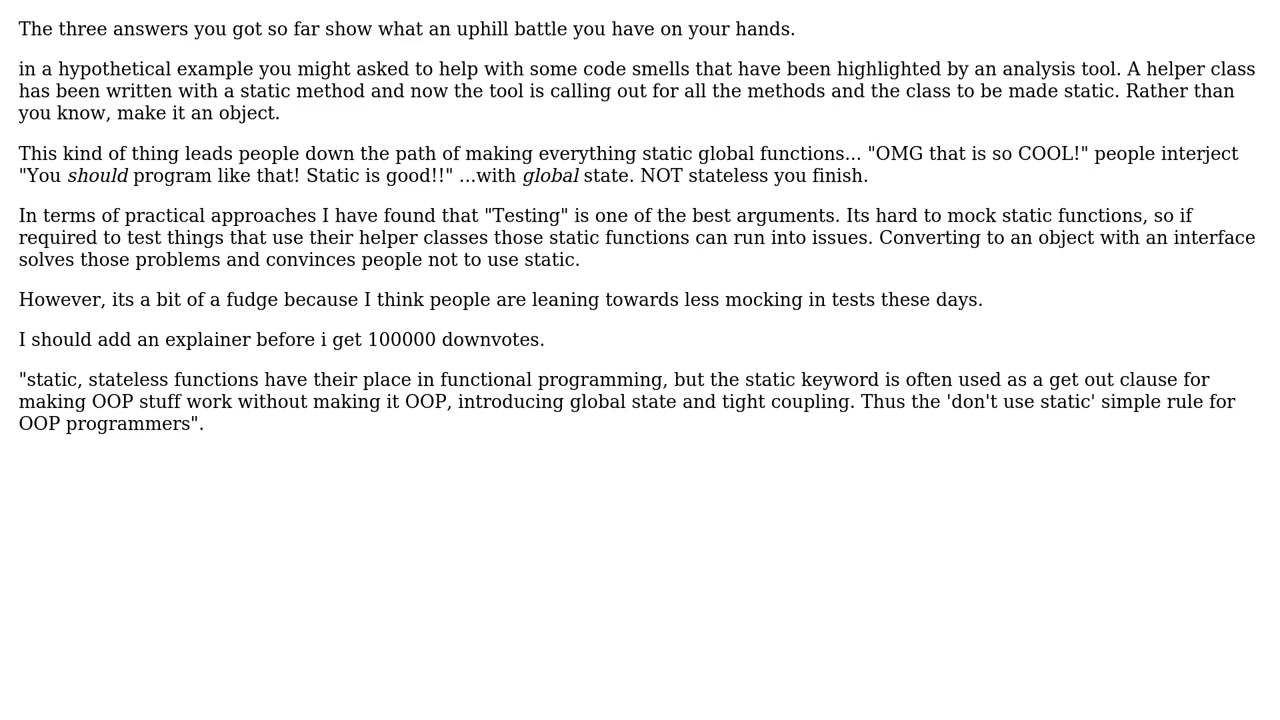 The three answers you got so far show what an uphill battle you have on your hands.
in a hypothetical example you might asked to help with some code smells that have been highlighted by an analysis tool. A helper class
has been written with a static method and now the tool is calling out for all the methods and the class to be made static. Rather than
you know, make it an object.
This kind of thing leads people down the path of making everything static global functions... "OMG that is so COOL!" people interject
"You should program like that! Static is good!!" ...with global state. NOT stateless you finish.
In terms of practical approaches I have found that "Testing" is one of the best arguments. Its hard to mock static functions, so if
required to test things that use their helper classes those static functions can run into issues. Converting to an object with an interface
solves those problems and convinces people not to use static.
However, its a bit of a fudge because I think people are leaning towards less mocking in tests these days.
I should add an explainer before i get 100000 downvotes.
"static, stateless functions have their place in functional programming, but the static keyword is often used as a get out clause for
making OOP stuff work without making it OOP, introducing global state and tight coupling. Thus the 'don't use static' simple rule for
OOP programmers".